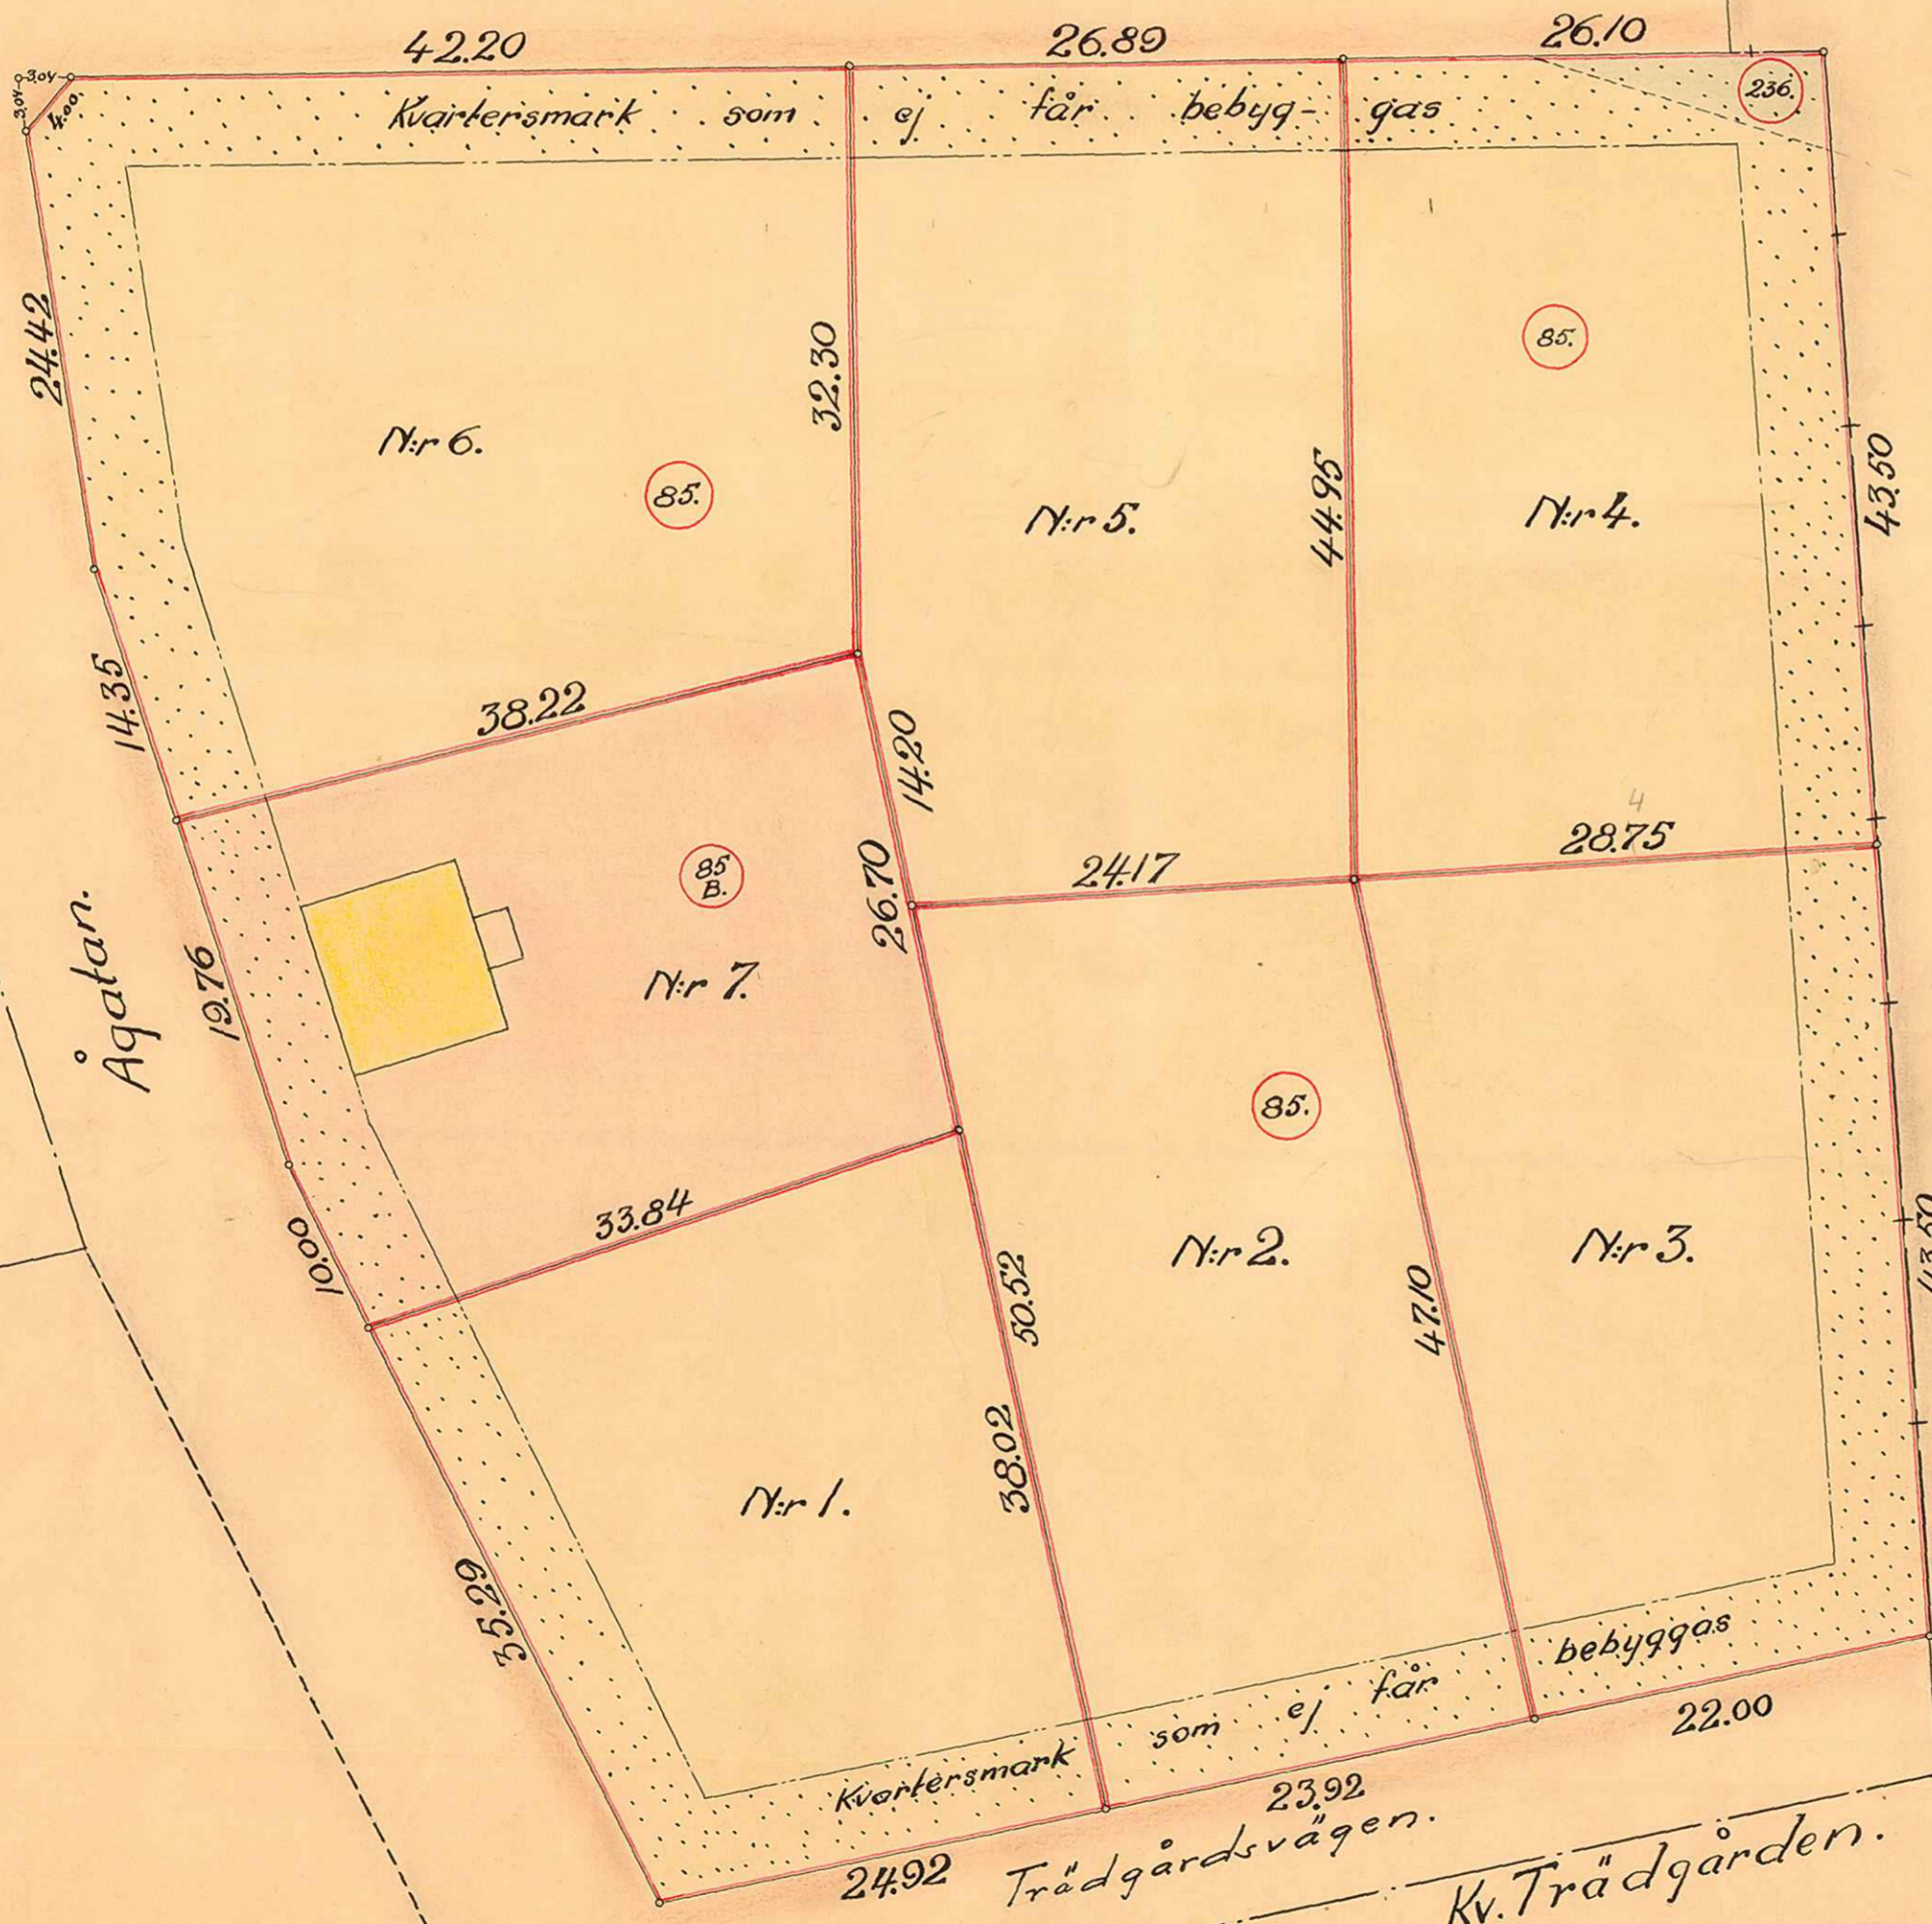 42.20
26.89
26.10
3.04
3.04
4.00
Kvartersmark som ej får bebyg- gas
236.
24.42
32.30
85.
43.50
N:r 6.
85.
44.95
N:r 5.
N:r 4.
14.35
38.22
14.20
4
28.75
24.17
85
B.
26.70
Ågatan.
19.76
N:r 7.
85.
33.84
10.00
50.52
N:r 2.
N:r 3.
43.50
47.10
38.02
N:r 1.
35.29
Kvartersmark som ej får bebyggas
22.00
23.92
24.92
Trädgårdsvägen.
Kv. Trädgården.